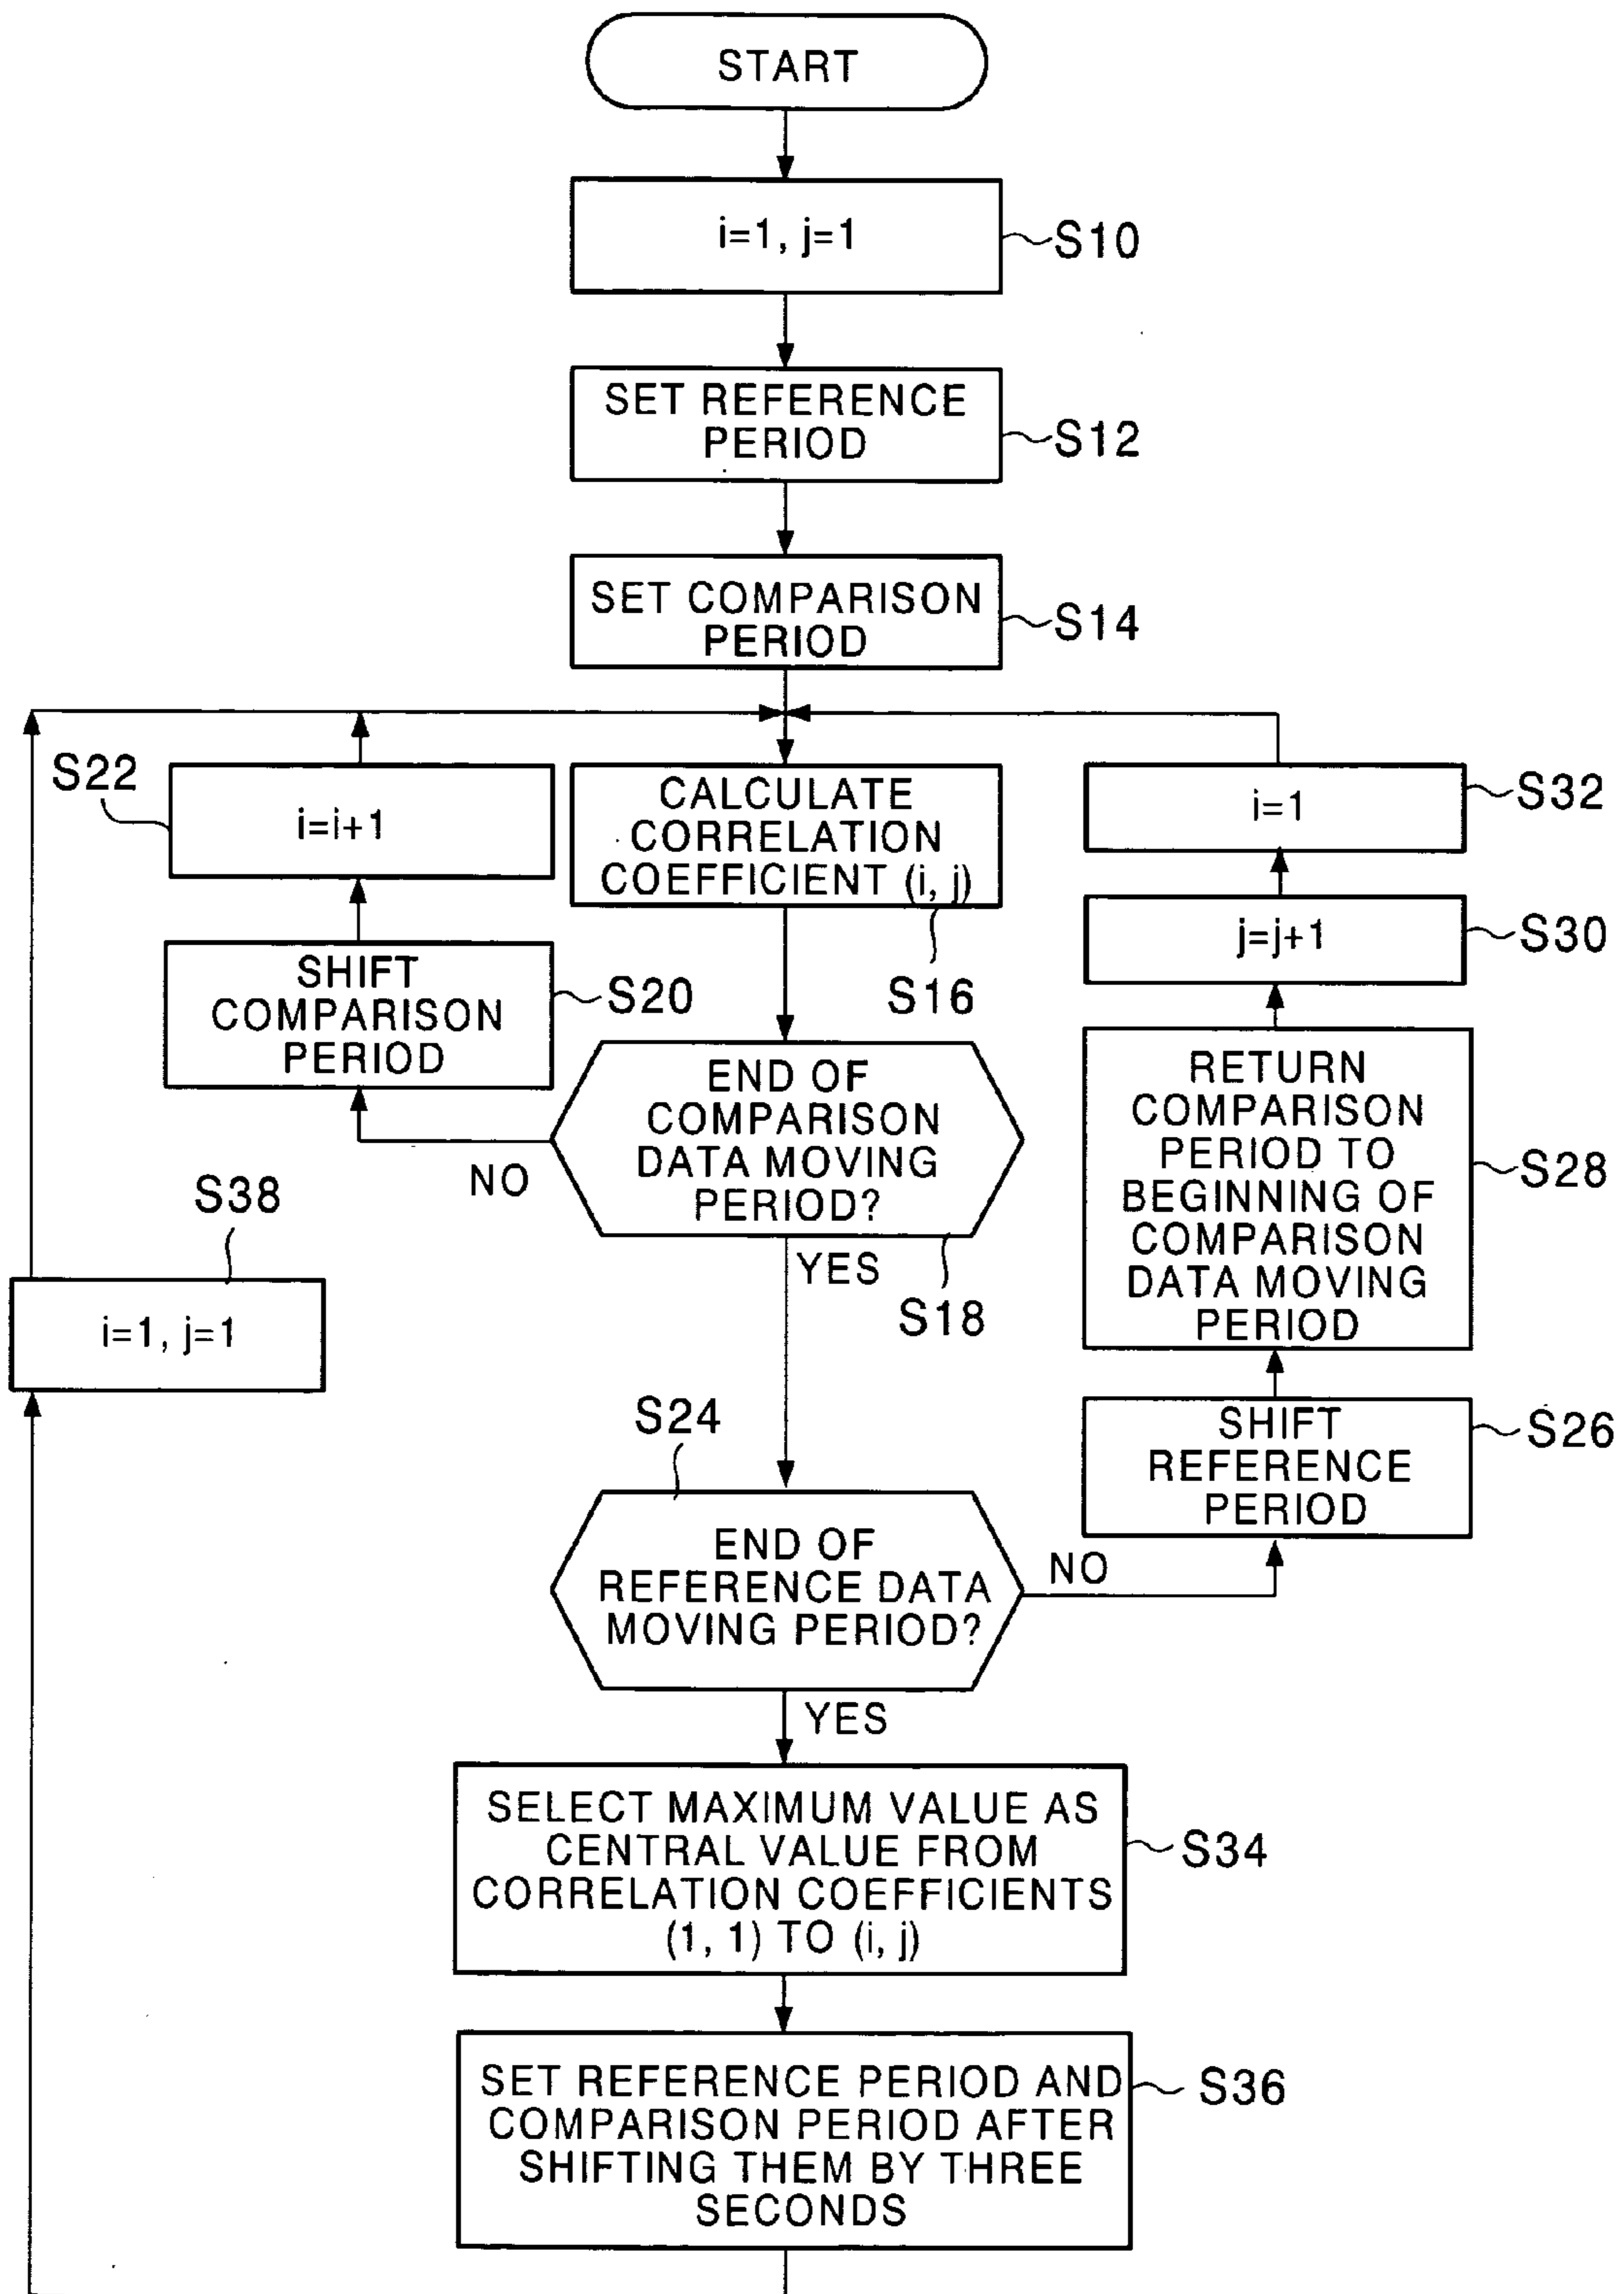 START
i=1, j=1
S10
SET REFERENCE
PERIOD
S12
SET COMPARISON
PERIOD
S14
S22
i=i+1
CALCULATE
CORRELATION
COEFFICIENT (i, j)
S16
i=1
S32
j=j+1
S30
SHIFT
COMPARISON
PERIOD
S20
END OF
COMPARISON
DATA MOVING
PERIOD?
NO
YES
S18
RETURN
COMPARISON
PERIOD TO
BEGINNING OF
COMPARISON
DATA MOVING
PERIOD
S28
S38
i=1, j=1
S24
SHIFT
REFERENCE
PERIOD
S26
END OF
REFERENCE DATA
MOVING PERIOD?
NO
YES
SELECT MAXIMUM VALUE AS
CENTRAL VALUE FROM
CORRELATION COEFFICIENTS
(1, 1) TO (i, j)
S34
SET REFERENCE PERIOD AND
COMPARISON PERIOD AFTER
SHIFTING THEM BY THREE
SECONDS
S36